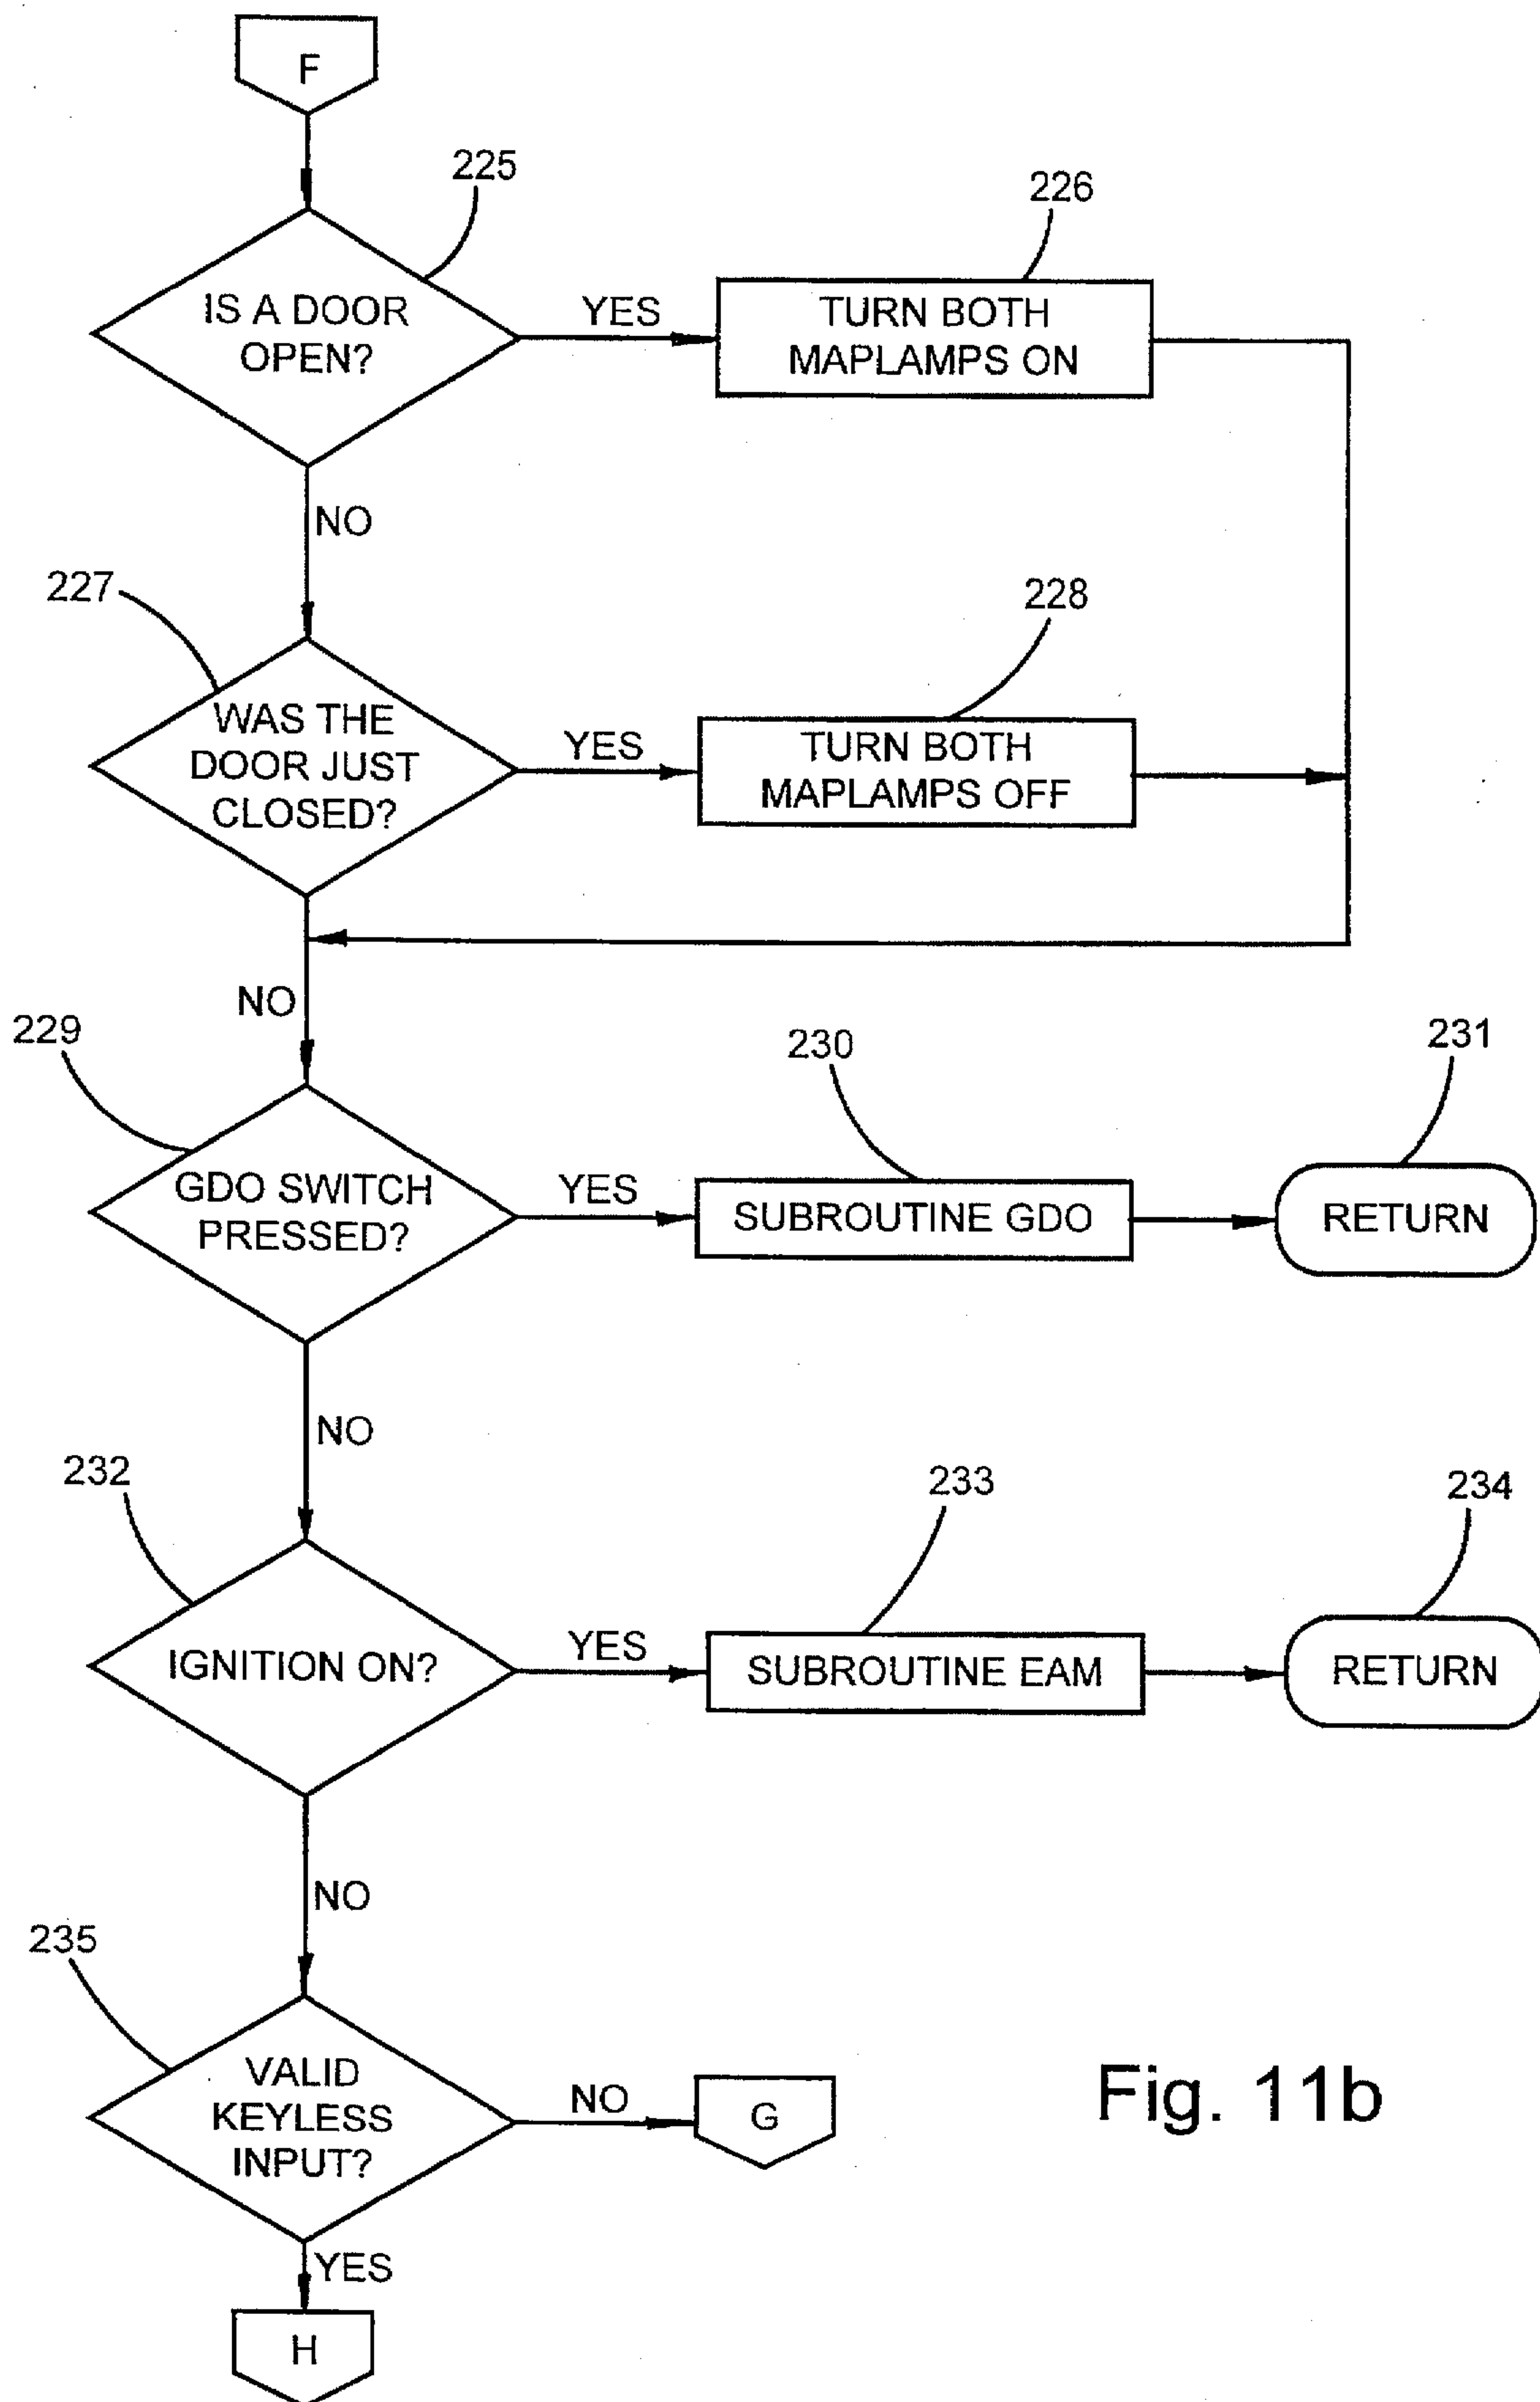 F
225
226
IS A DOOR
OPEN?
YES
TURN BOTH
MAPLAMPS ON
NO
227
228
WAS THE
DOOR JUST
CLOSED?
YES
TURN BOTH
MAPLAMPS OFF
NO
229
230
231
GDO SWITCH
PRESSED?
YES
SUBROUTINE GDO
RETURN
NO
232
233
234
IGNITION ON?
YES
SUBROUTINE EAM
RETURN
NO
235
VALID
KEYLESS
INPUT?
NO
G
YES
H
Fig. 11b